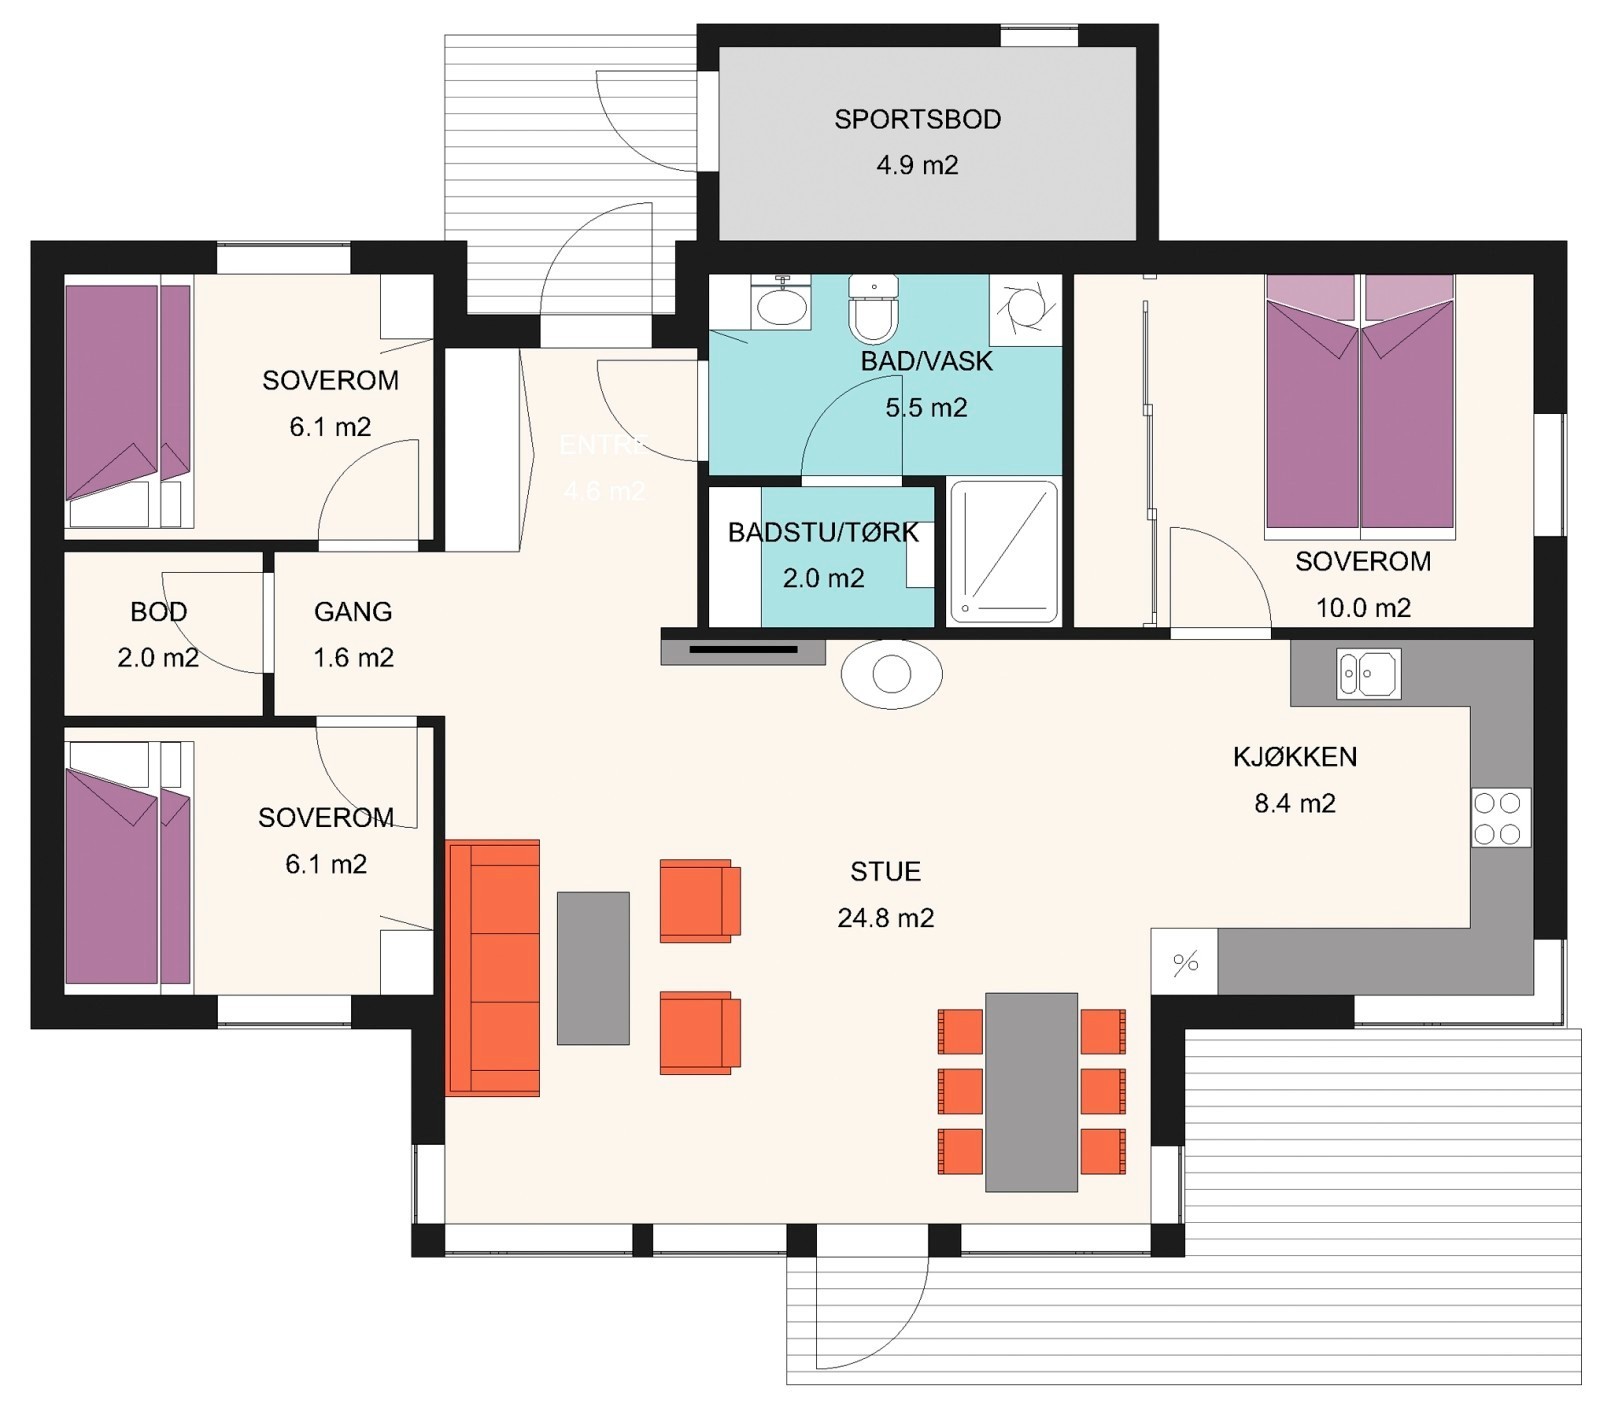 SPORTSBOD
4.9 m2
SOVEROM
6.1 m2
BAD/VASK
5.5 m2
ENTRE
4.6 m2
BADSTU/TØRK
2.0 m2
SOVEROM
10.0 m2
BOD
2.0 m2
GANG
1.6 m2
SOVEROM
6.1 m2
KJØKKEN
8.4 m2
STUE
24.8 m2
%